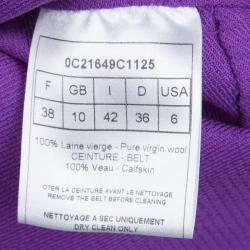 0C21649C1125
F GB I D USA
38 10 42 36 6
100% Laine vierge - Pure virgin wool
CEINTURE - BELT
100% Veau - Calfskin
OTER LA CEINTURE AVANT LE NETTOYAGE
REMOVE THE BELT BEFORE CLEANING
NETTOYAGE A SEC UNIQUEMENT
DRY CLEAN ONLY